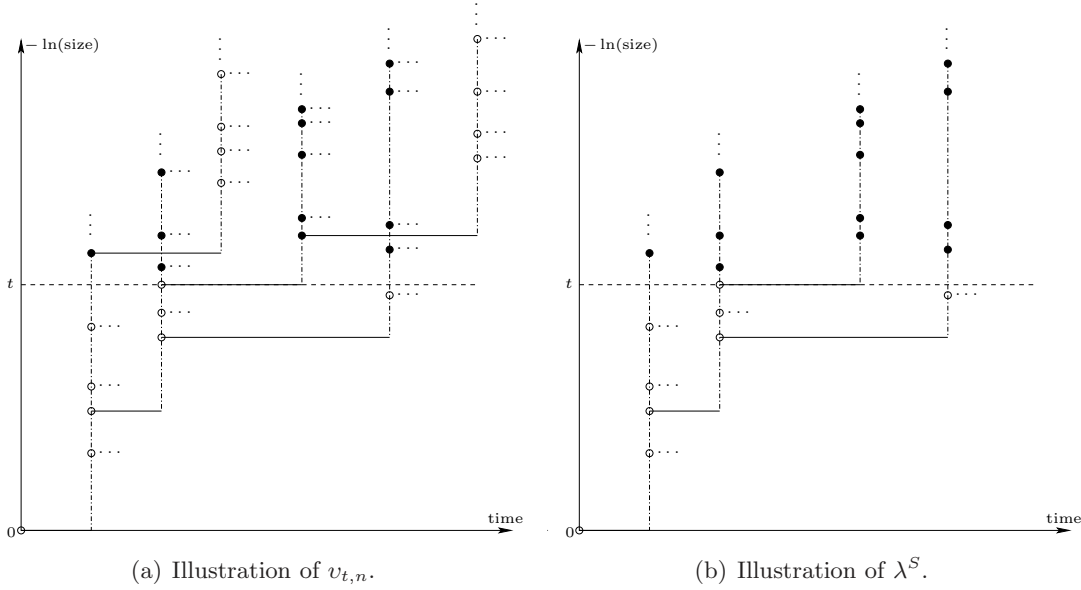 − ln(size)
− ln(size)
t
t
0
time
0
time
(a) Illustration of υ_{t,n}.
(b) Illustration of λ^S.